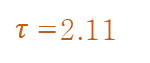 τ = 2.11